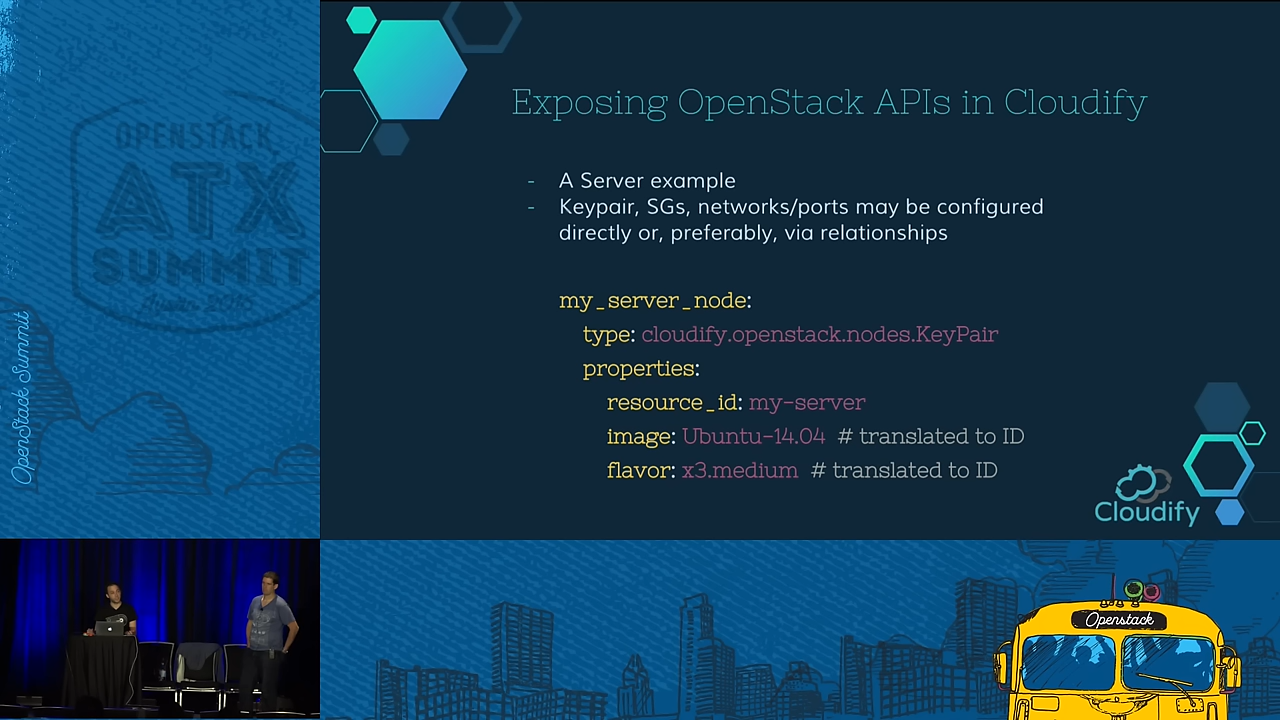 OPENSTACK
ATX
SUMMIT
Austin 2016
OpenStack Summit
Exposing OpenStack APIs in Cloudify
- A Server example
- Keypair, SGs, networks/ports may be configured
directly or, preferably, via relationships
my_server_node:
type: cloudify.openstack.nodes.KeyPair
properties:
resource_id: my-server
image: Ubuntu-14.04 # translated to ID
flavor: x3.medium # translated to ID
Cloudify
Openstack